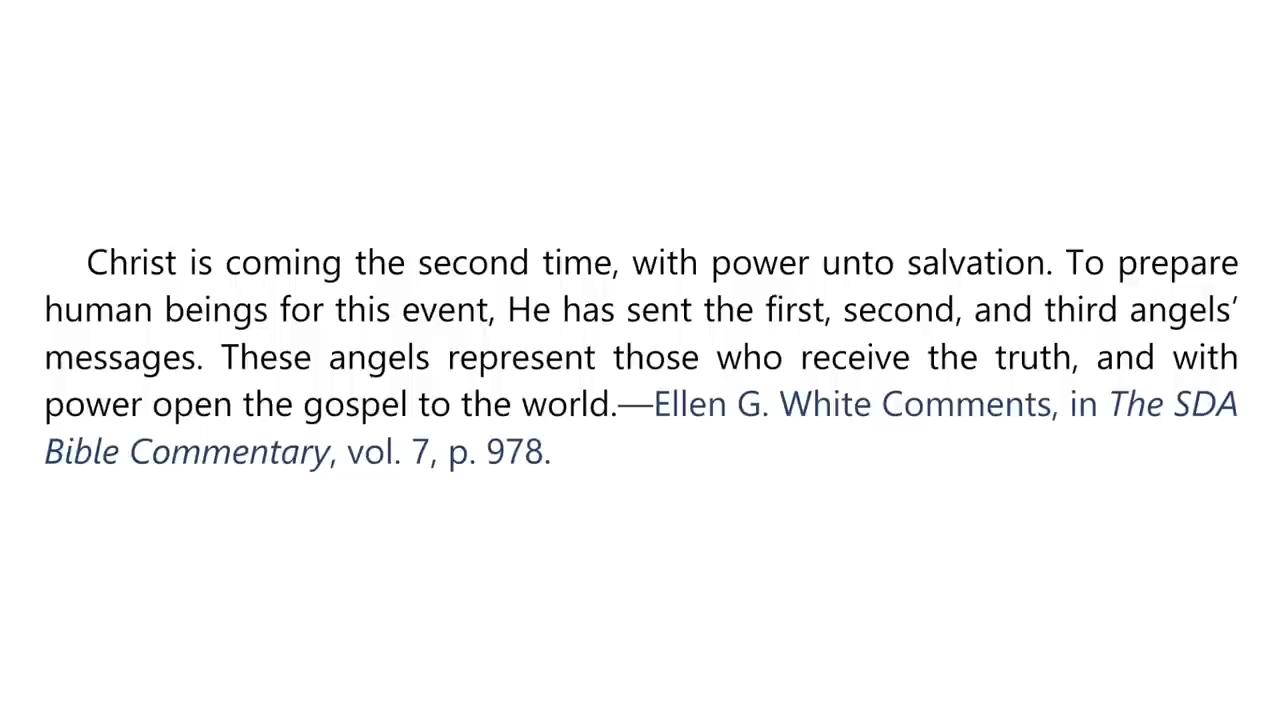 Christ is coming the second time, with power unto salvation. To prepare
human beings for this event, He has sent the first, second, and third angels’
messages. These angels represent those who receive the truth, and with
power open the gospel to the world.—Ellen G. White Comments, in The SDA
Bible Commentary, vol. 7, p. 978.